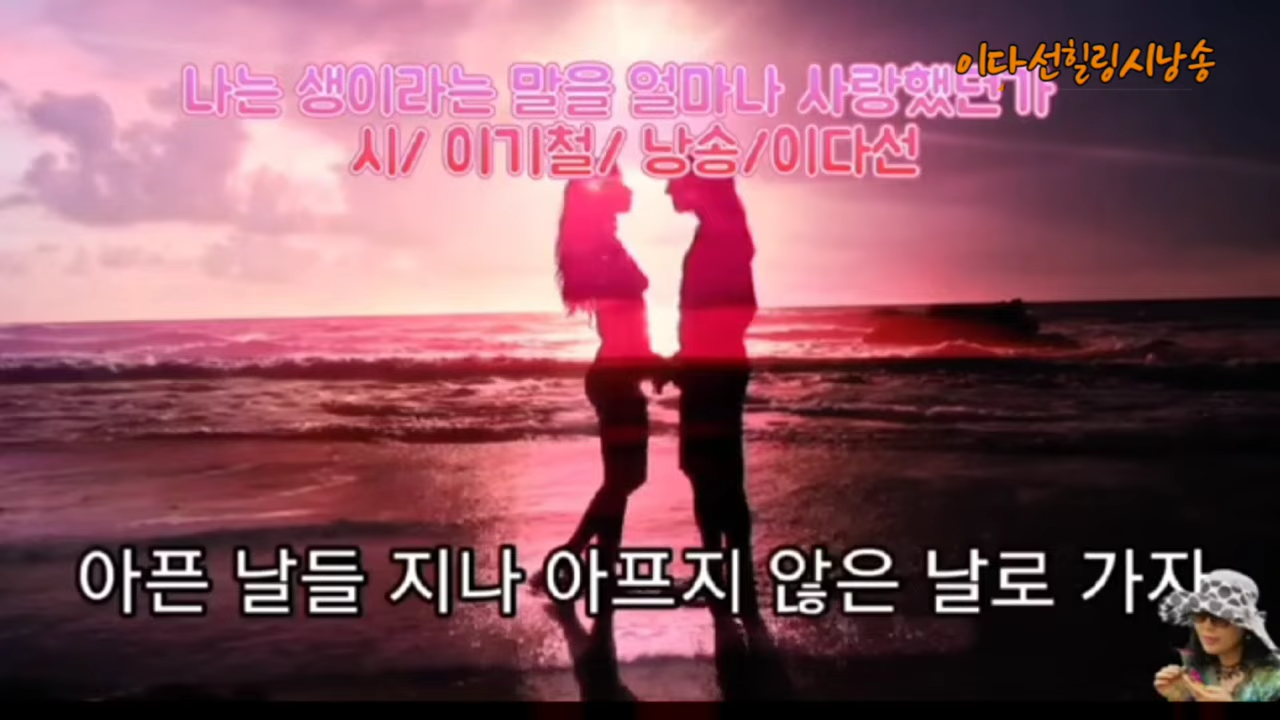 이다선힐링시낭송
나는 생이라는 말을 얼마나 사랑했던가
시/ 이기철/ 낭송/이다선
아픈 날들 지나 아프지 않은 날로 가자